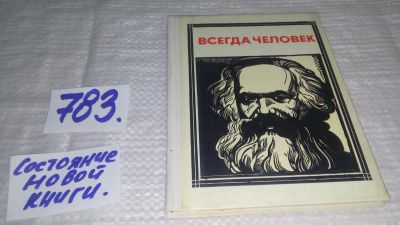 783.
Состояние
новой
книги.
ВСЕГДА ЧЕЛОВЕК